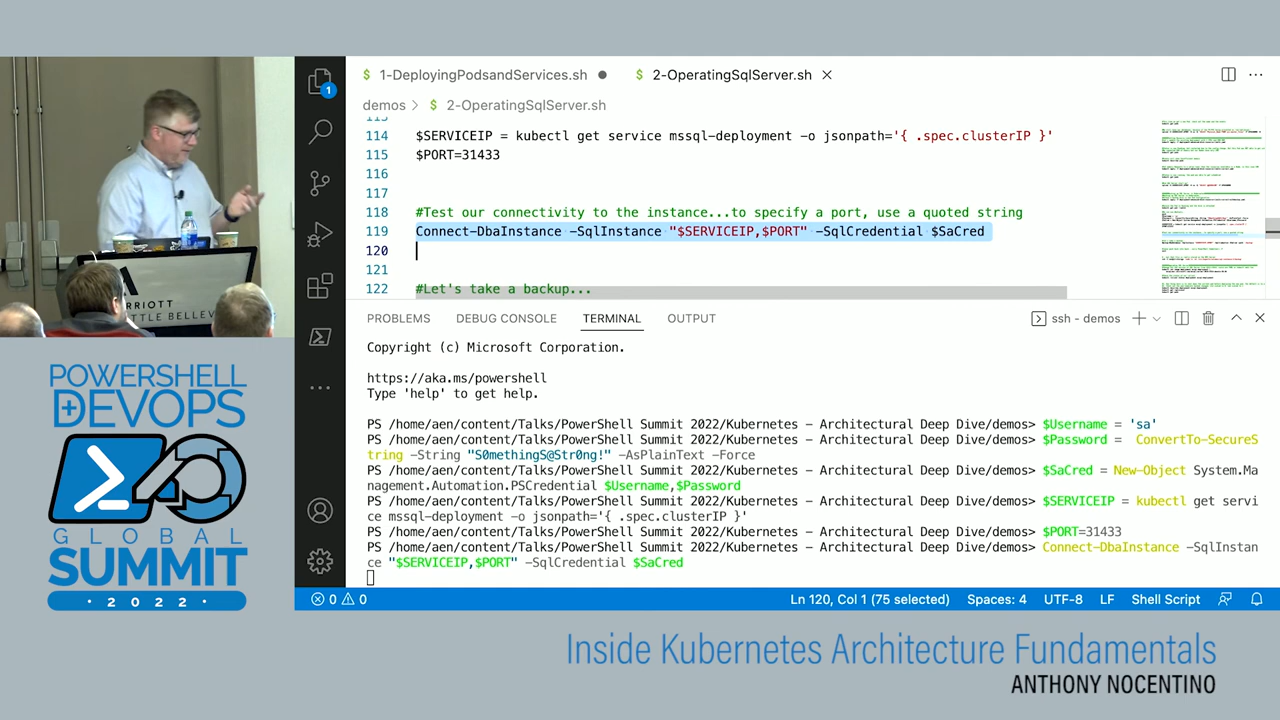 $ 1-DeployingPodsandServices.sh
$ 2-OperatingSqlServer.sh
demos > $ 2-OperatingSqlServer.sh
113
114 $SERVICEIP = kubectl get service mssql-deployment -o jsonpath='{ .spec.clusterIP }'
115 $PORT=31433
116
117
118 #Test out connectivity to the instance....to specify a port, use a quoted string
119 Connect-DbaInstance -SqlInstance "$SERVICEIP,$PORT" -SqlCredential $SaCred
120
121
122 #Let's take a backup...
PROBLEMS DEBUG CONSOLE TERMINAL OUTPUT ssh - demos
Copyright (c) Microsoft Corporation.
https://aka.ms/powershell
Type 'help' to get help.
PS /home/aen/content/Talks/PowerShell Summit 2022/Kubernetes - Architectural Deep Dive/demos> $Username = 'sa'
PS /home/aen/content/Talks/PowerShell Summit 2022/Kubernetes - Architectural Deep Dive/demos> $Password = ConvertTo-SecureS
tring -String "S0methingS@Str0ng!" -AsPlainText -Force
PS /home/aen/content/Talks/PowerShell Summit 2022/Kubernetes - Architectural Deep Dive/demos> $SaCred = New-Object System.Ma
nagement.Automation.PSCredential $Username,$Password
PS /home/aen/content/Talks/PowerShell Summit 2022/Kubernetes - Architectural Deep Dive/demos> $SERVICEIP = kubectl get servi
ce mssql-deployment -o jsonpath='{ .spec.clusterIP }'
PS /home/aen/content/Talks/PowerShell Summit 2022/Kubernetes - Architectural Deep Dive/demos> $PORT=31433
PS /home/aen/content/Talks/PowerShell Summit 2022/Kubernetes - Architectural Deep Dive/demos> Connect-DbaInstance -SqlInstan
ce "$SERVICEIP,$PORT" -SqlCredential $SaCred
0 0 Ln 120, Col 1 (75 selected) Spaces: 4 UTF-8 LF Shell Script
1
ARRIOTT
TTLE BELLEV
POWERSHELL
DEVOPS
GLOBAL
SUMMIT
· 2022 ·
Inside Kubernetes Architecture Fundamentals
ANTHONY NOCENTINO